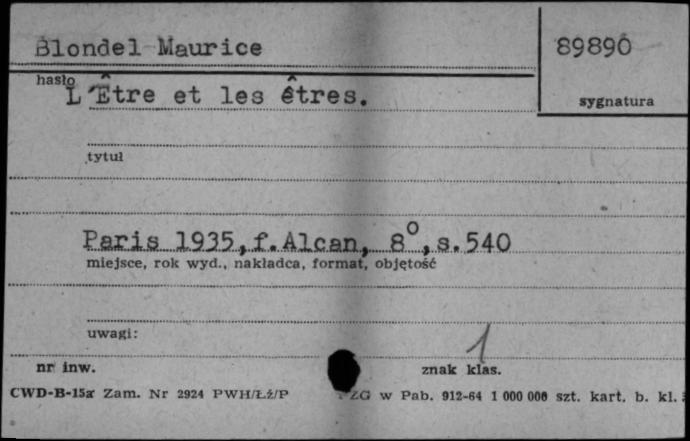 Blondel Maurice
89890
hasło
L'Être et les êtres.
sygnatura
tytuł
Paris 1935, f.Alcan, 8°, s.540
miejsce, rok wyd., nakładca, format, objętość
uwagi:
1
nr inw.
znak klas.
CWD-B-15a Zam. Nr 2924 PWH/Łź/P ZG w Pab. 912-64 1 000 000 szt. kart. b. kl.